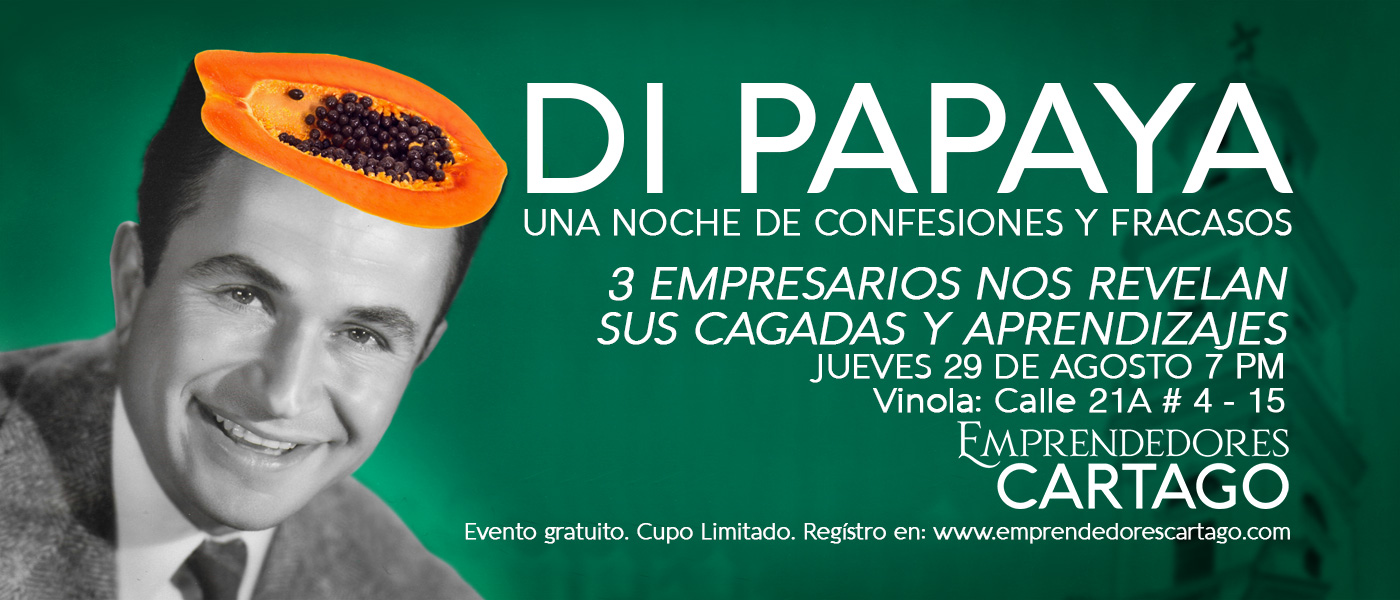 DI PAPAYA
UNA NOCHE DE CONFESIONES Y FRACASOS
3 EMPRESARIOS NOS REVELAN
SUS CAGADAS Y APRENDIZAJES
JUEVES 29 DE AGOSTO 7 PM
Vinola: Calle 21A # 4 - 15
EMPRENDEDORES
CARTAGO
Evento gratuito. Cupo Limitado. Regístro en: www.emprendedorescartago.com